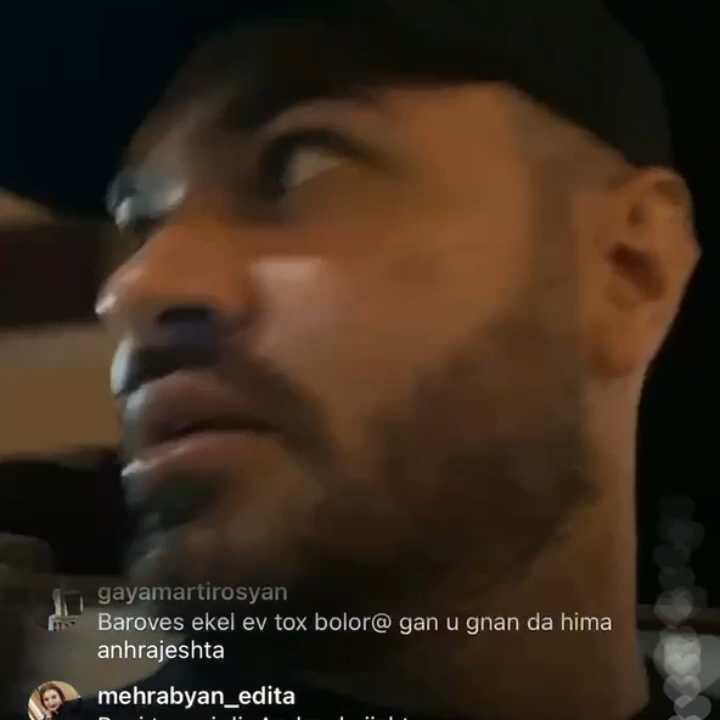 gayamartirosyan
Baroves ekel ev tox bolor@ gan u gnan da hima
anhrajeshta
mehrabyan_edita